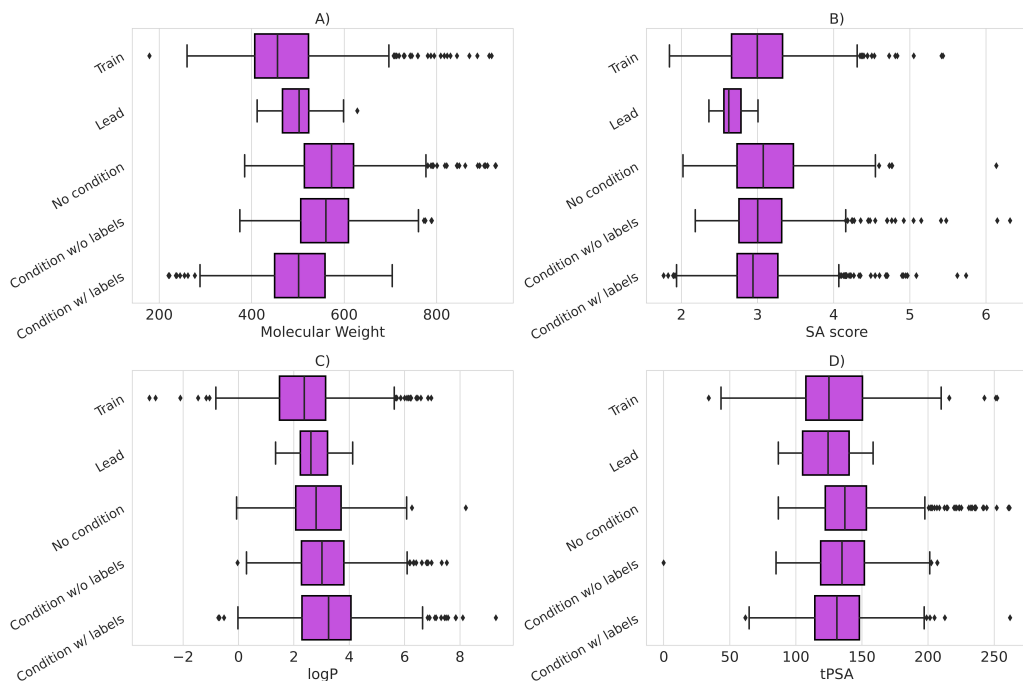 A)
Train
Lead
No condition
Condition w/o labels
Condition w/ labels
200 400 600 800
Molecular Weight
B)
Train
Lead
No condition
Condition w/o labels
Condition w/ labels
2 3 4 5 6
SA score
C)
Train
Lead
No condition
Condition w/o labels
Condition w/ labels
−2 0 2 4 6 8
logP
D)
Train
Lead
No condition
Condition w/o labels
Condition w/ labels
0 50 100 150 200 250
tPSA